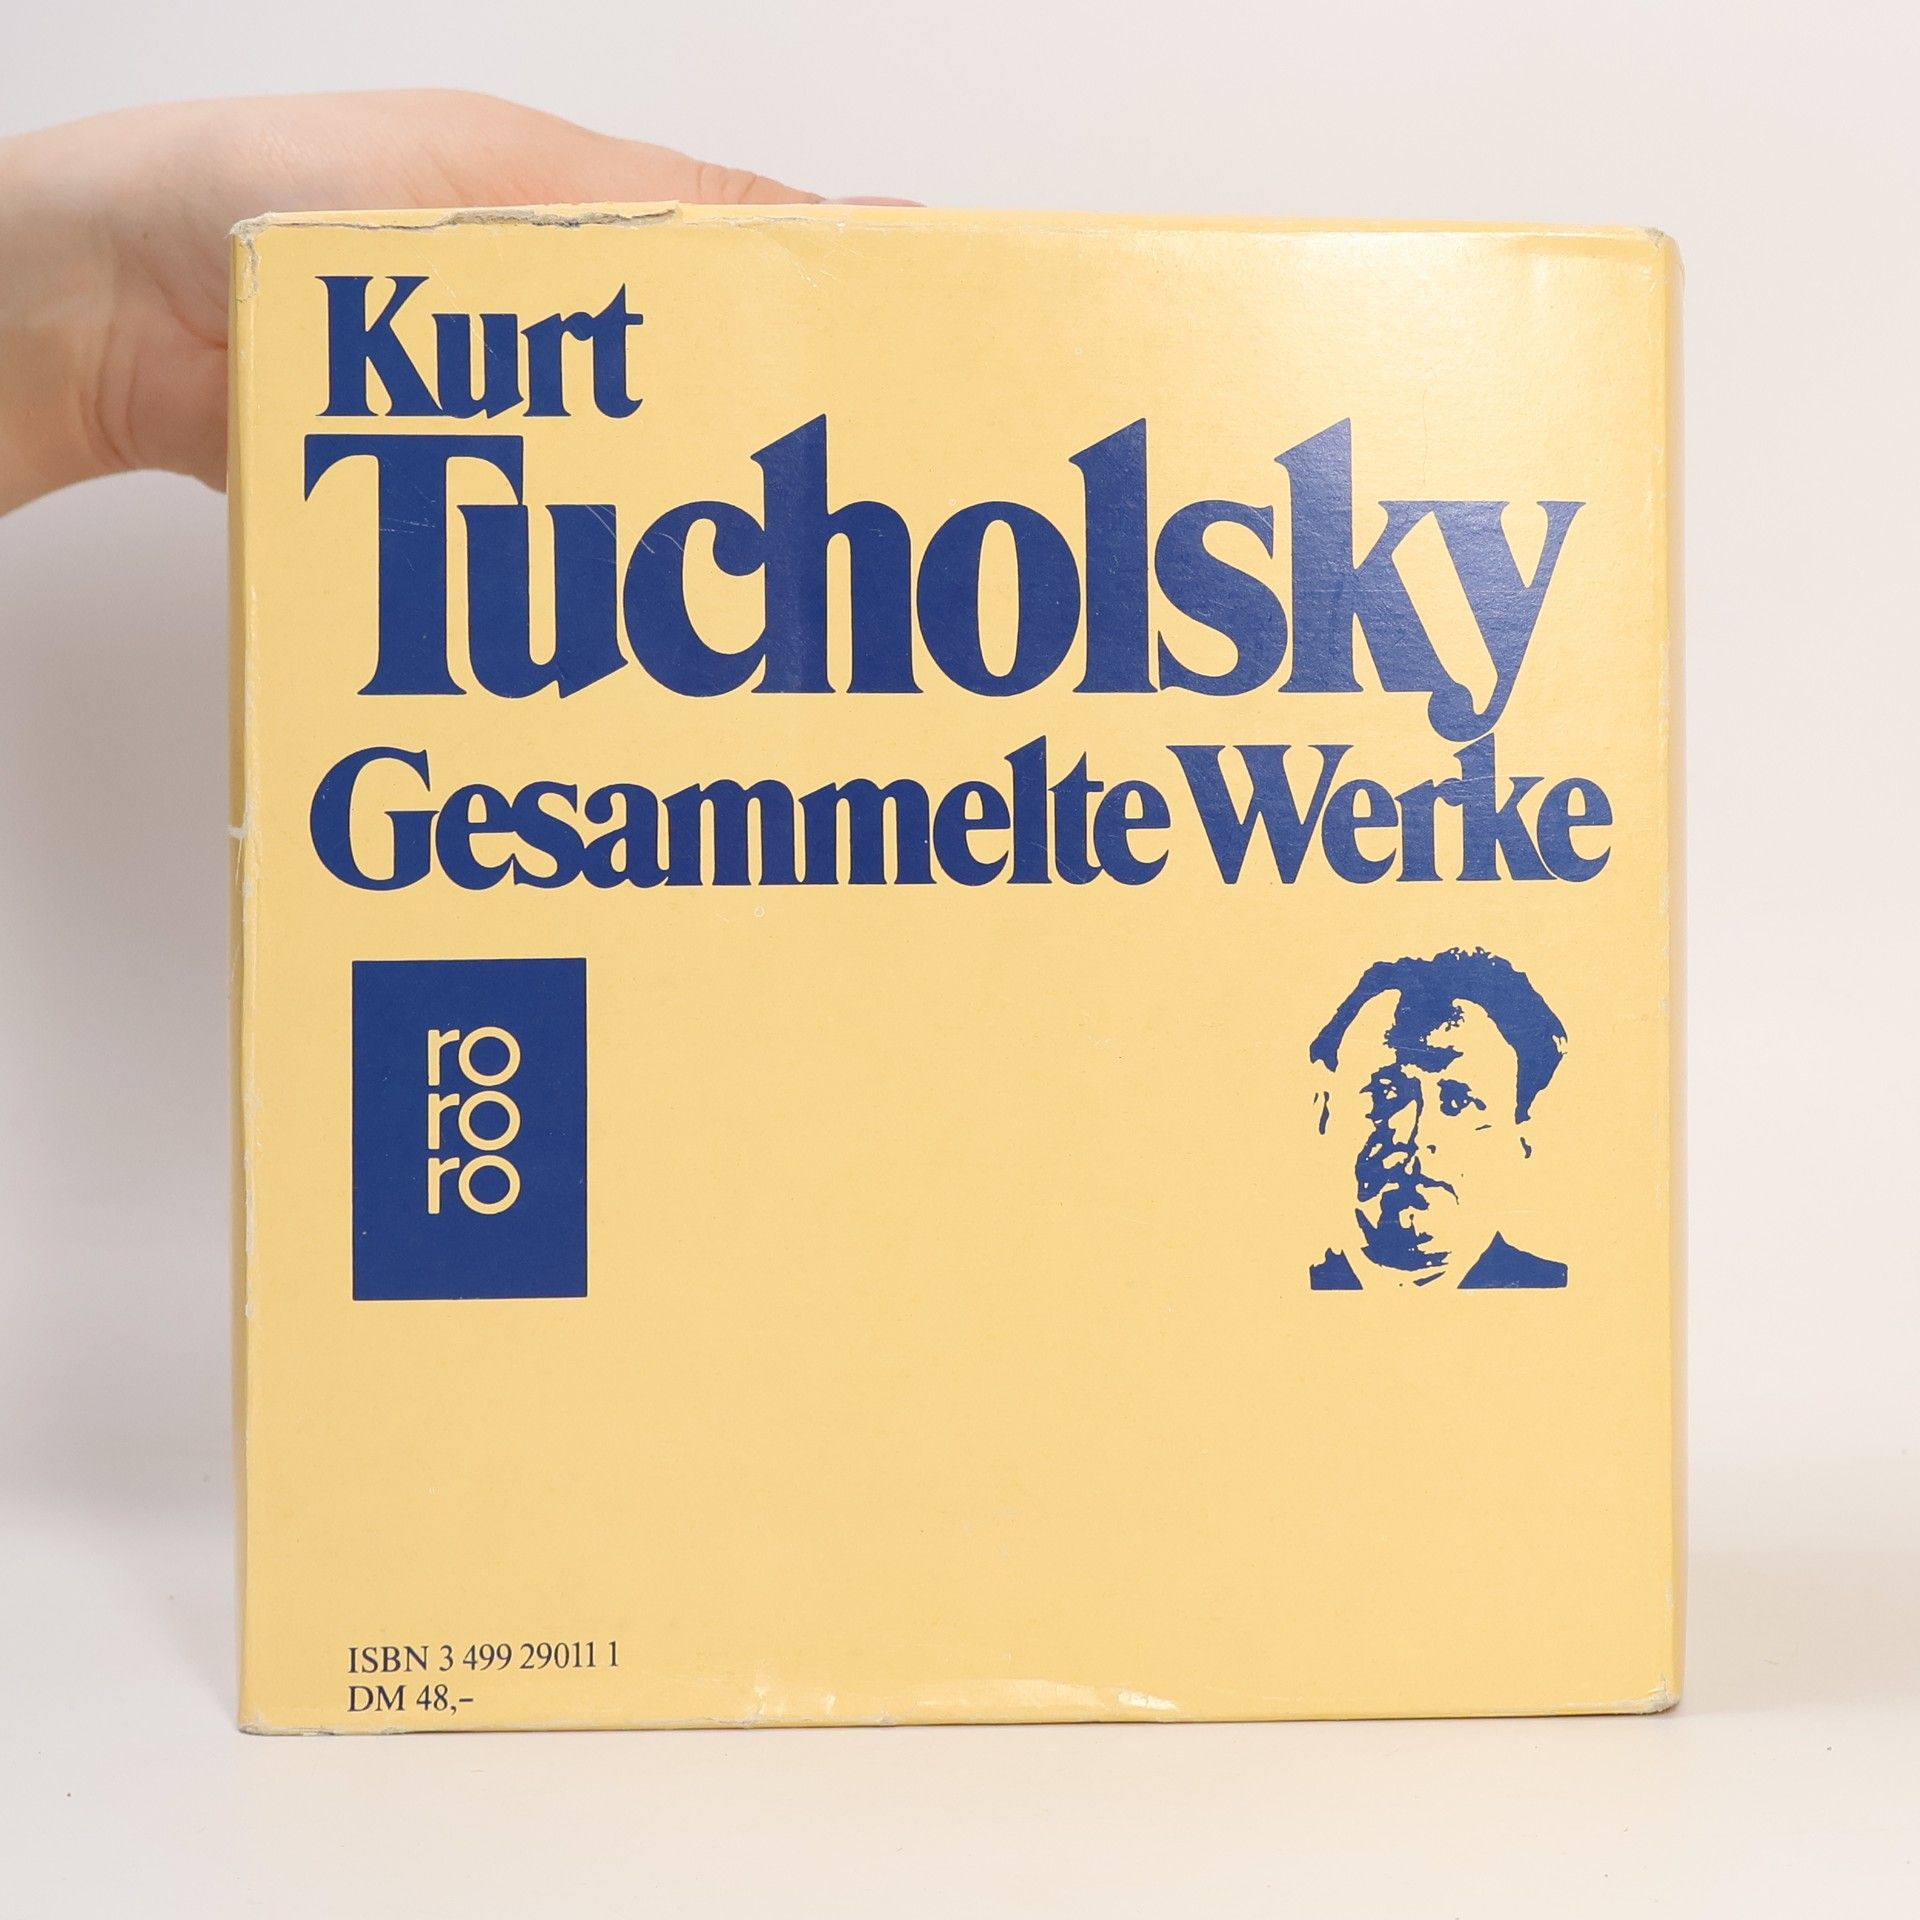 Kurt
Tucholsky
Gesammelte Werke
ro
ro
ro
ISBN 3 499 29011 1
DM 48,-